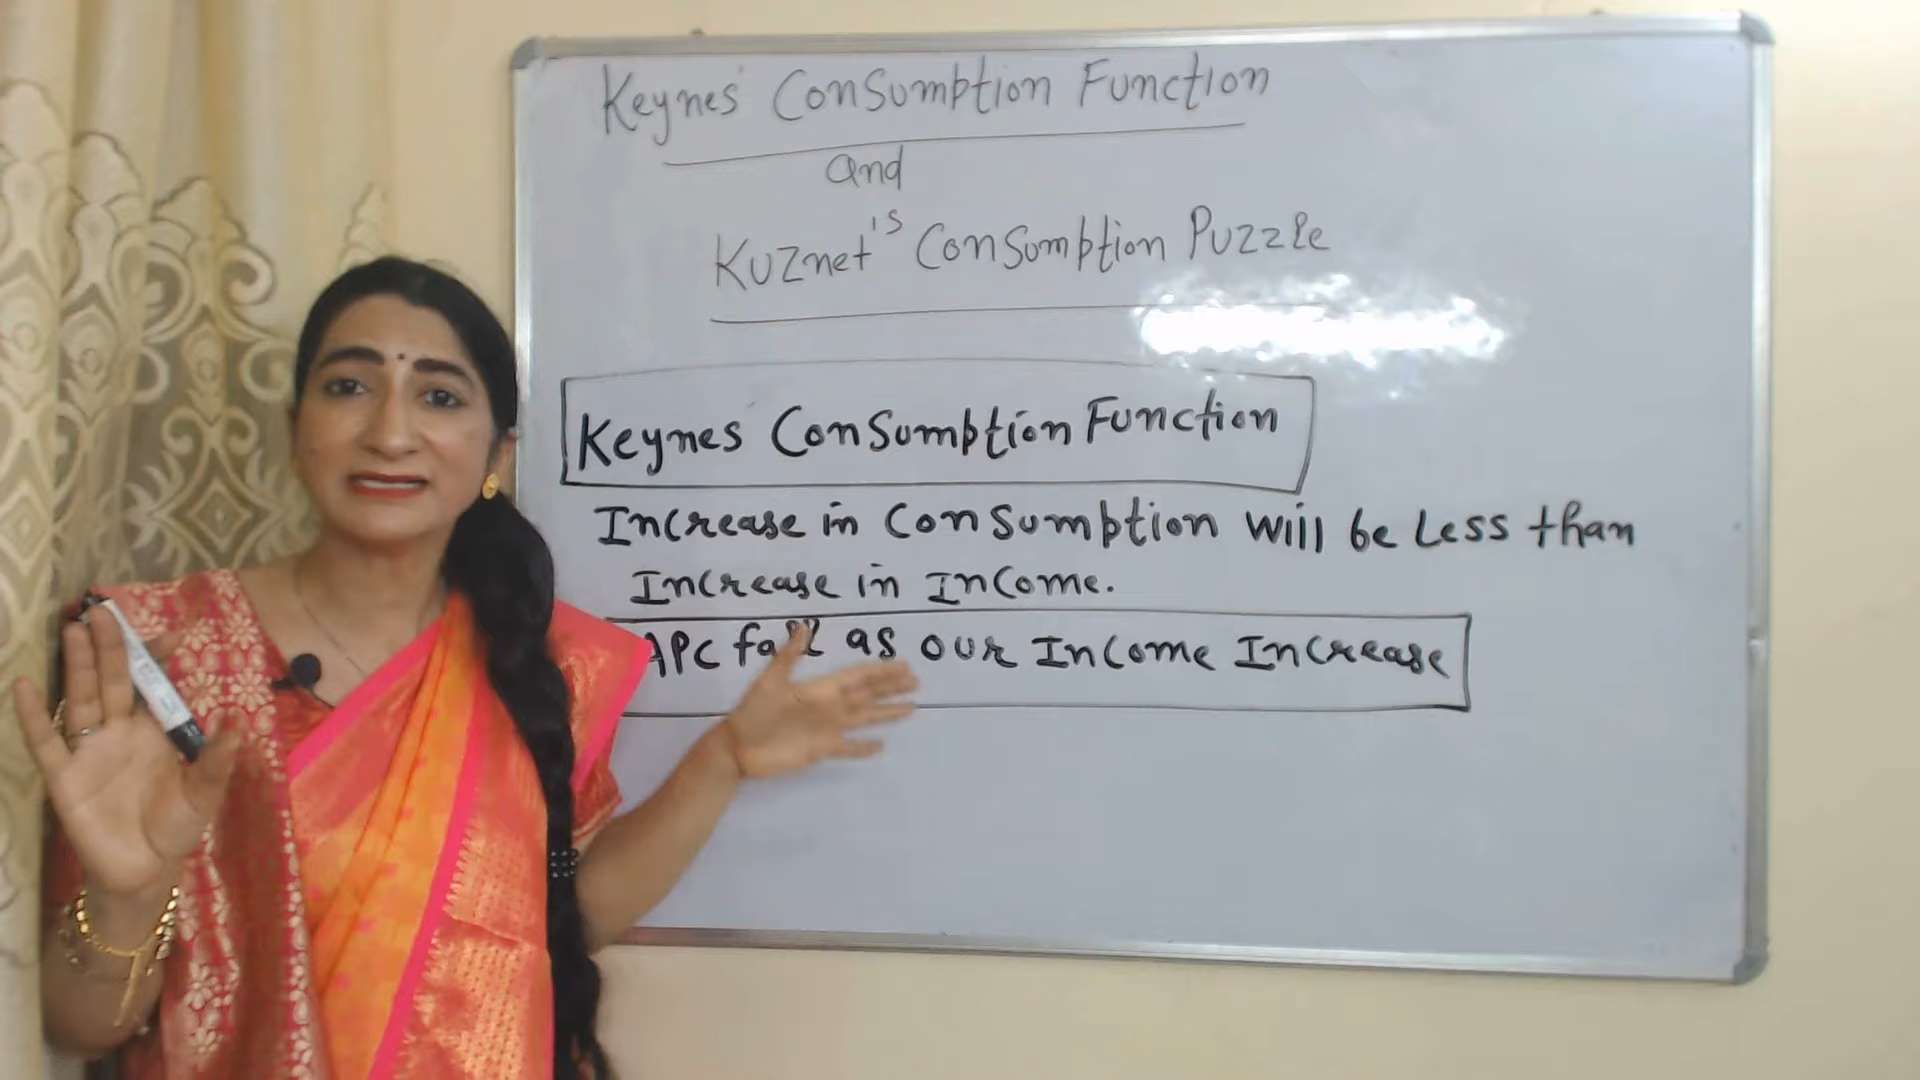 Keynes' Consumption Function
and
Kuznet's Consumption Puzzle
Keynes' Consumption Function
Increase in Consumption will be Less than
Increase in Income.
APC fall as our Income Increase